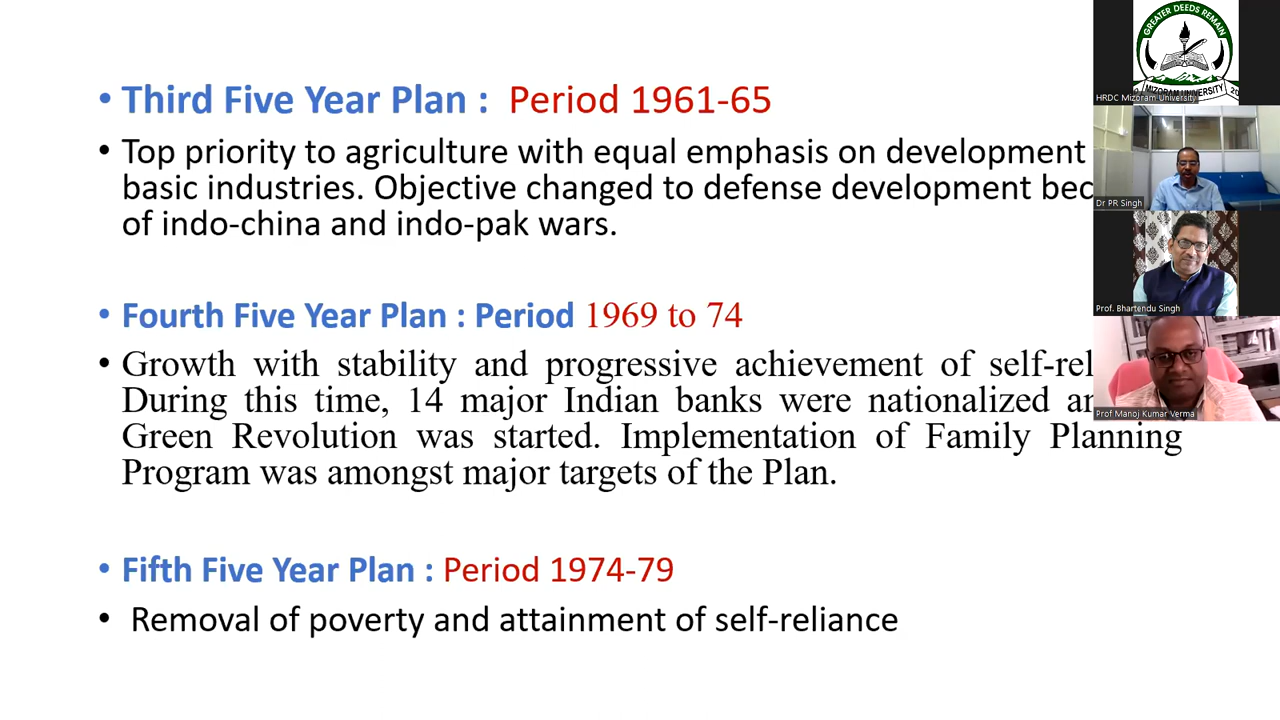 • Third Five Year Plan : Period 1961-65
• Top priority to agriculture with equal emphasis on development
basic industries. Objective changed to defense development
of indo-china and indo-pak wars.
• Fourth Five Year Plan : Period 1969 to 74
• Growth with stability and progressive achievement of
During this time, 14 major Indian banks were nationalized
Green Revolution was started. Implementation of Family Planning
Program was amongst major targets of the Plan.
• Fifth Five Year Plan : Period 1974-79
• Removal of poverty and attainment of self-reliance
GREATER DEEDS REMAIN
MIZORAM UNIVERSITY
HRDC Mizoram University
Dr PR Singh
Prof. Bhartendu Singh
Prof Manoj Kumar Verma